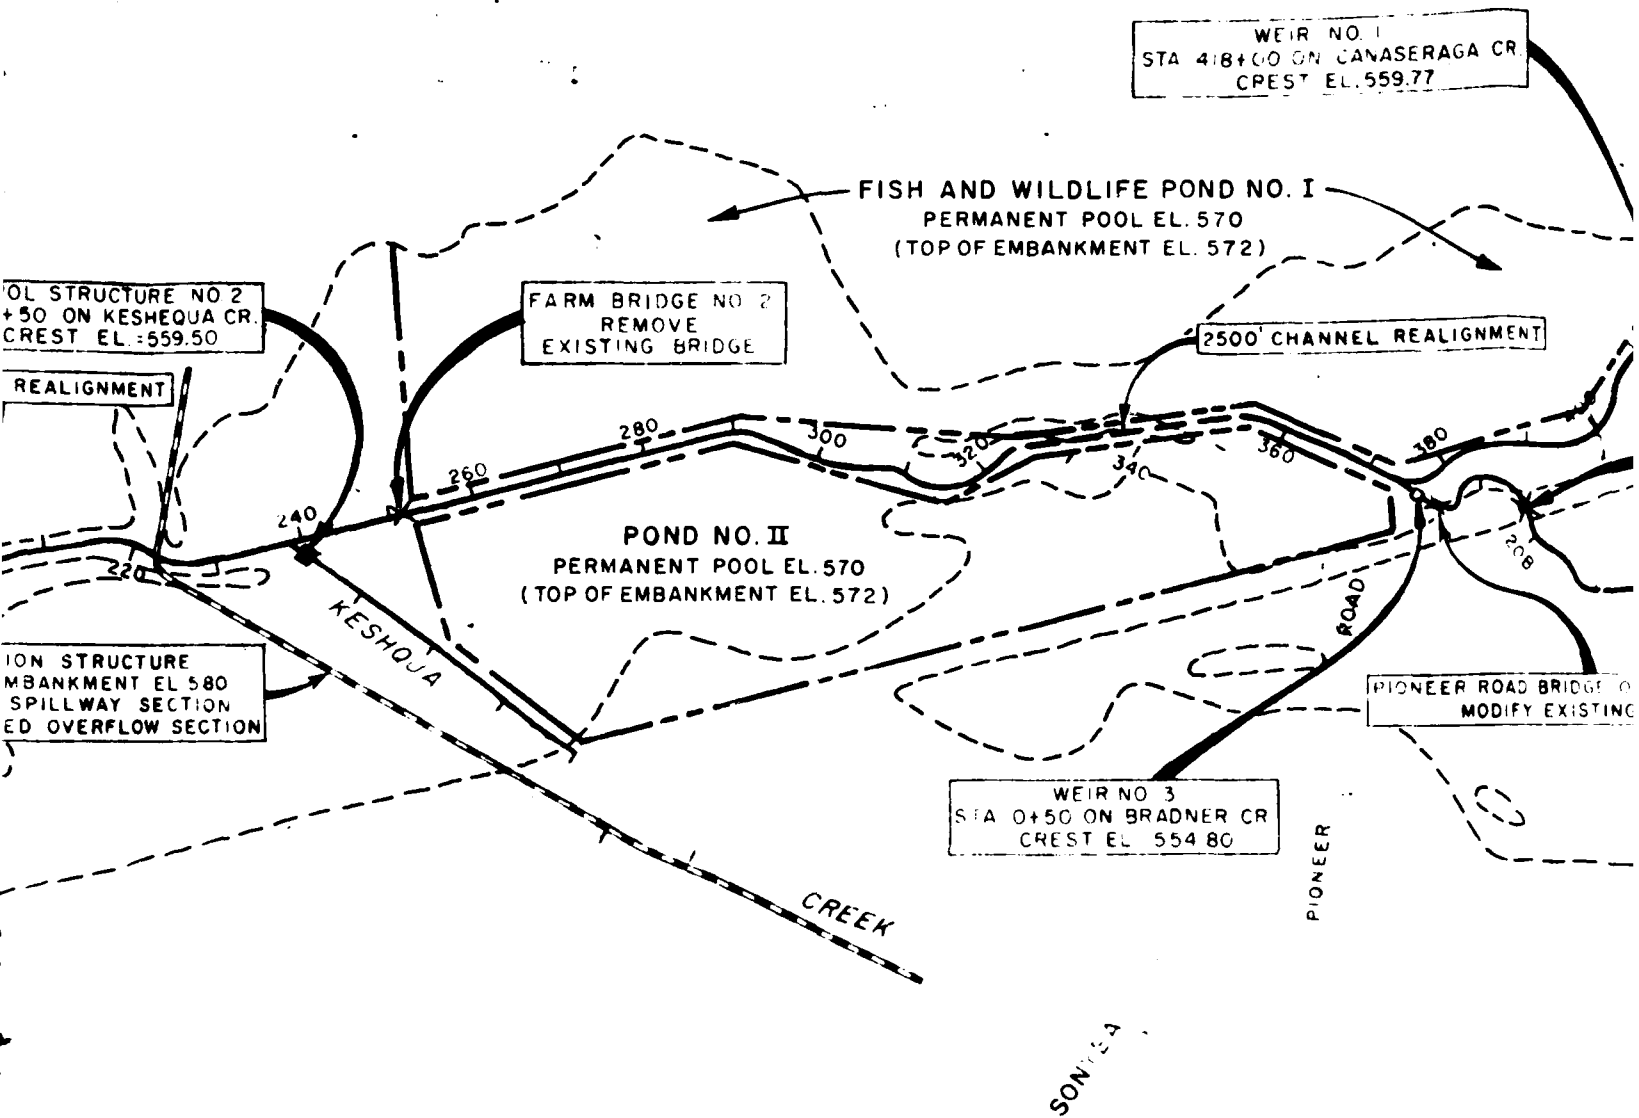 WEIR NO. 1
STA 418+00 ON CANASERAGA CR.
CREST EL. 559.77
FISH AND WILDLIFE POND NO. I
PERMANENT POOL EL. 570
(TOP OF EMBANKMENT EL. 572)
OL STRUCTURE NO. 2
+50 ON KESHEQUA CR.
CREST EL. =559.50
FARM BRIDGE NO. 2
REMOVE
EXISTING BRIDGE
2500' CHANNEL REALIGNMENT
REALIGNMENT
220
240
260
280
300
320
340
360
380
208
POND NO. II
PERMANENT POOL EL. 570
(TOP OF EMBANKMENT EL. 572)
KESHQUA
ROAD
ION STRUCTURE
MBANKMENT EL 580
SPILLWAY SECTION
ED OVERFLOW SECTION
PIONEER ROAD BRIDGE
MODIFY EXISTING
WEIR NO. 3
STA 0+50 ON BRADNER CR
CREST EL 554.80
PIONEER
CREEK
SONYEA